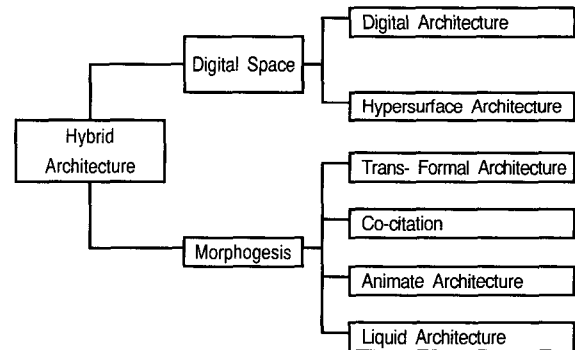 Digital Architecture
Digital Space
Hypersurface Architecture
Hybrid
Architecture
Trans- Formal Architecture
Co-citation
Morphogesis
Animate Architecture
Liquid Architecture